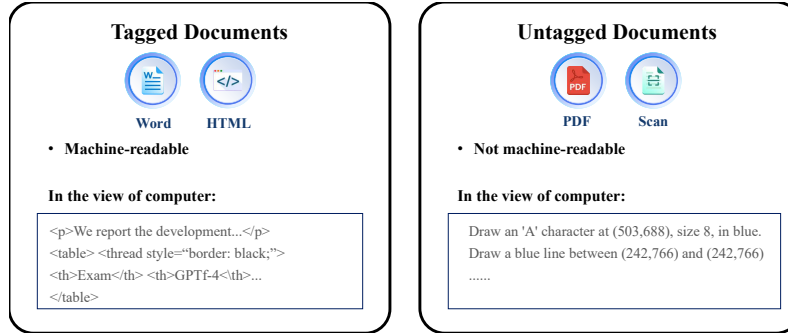 Tagged Documents
W
</>
Word HTML
• Machine-readable
In the view of computer:
<p>We report the development...</p>
<table> <thread style=“border: black;”>
<th>Exam</th> <th>GPTf-4<\th>...
</table>
Untagged Documents
PDF
PDF Scan
• Not machine-readable
In the view of computer:
Draw an 'A' character at (503,688), size 8, in blue.
Draw a blue line between (242,766) and (242,766)
......